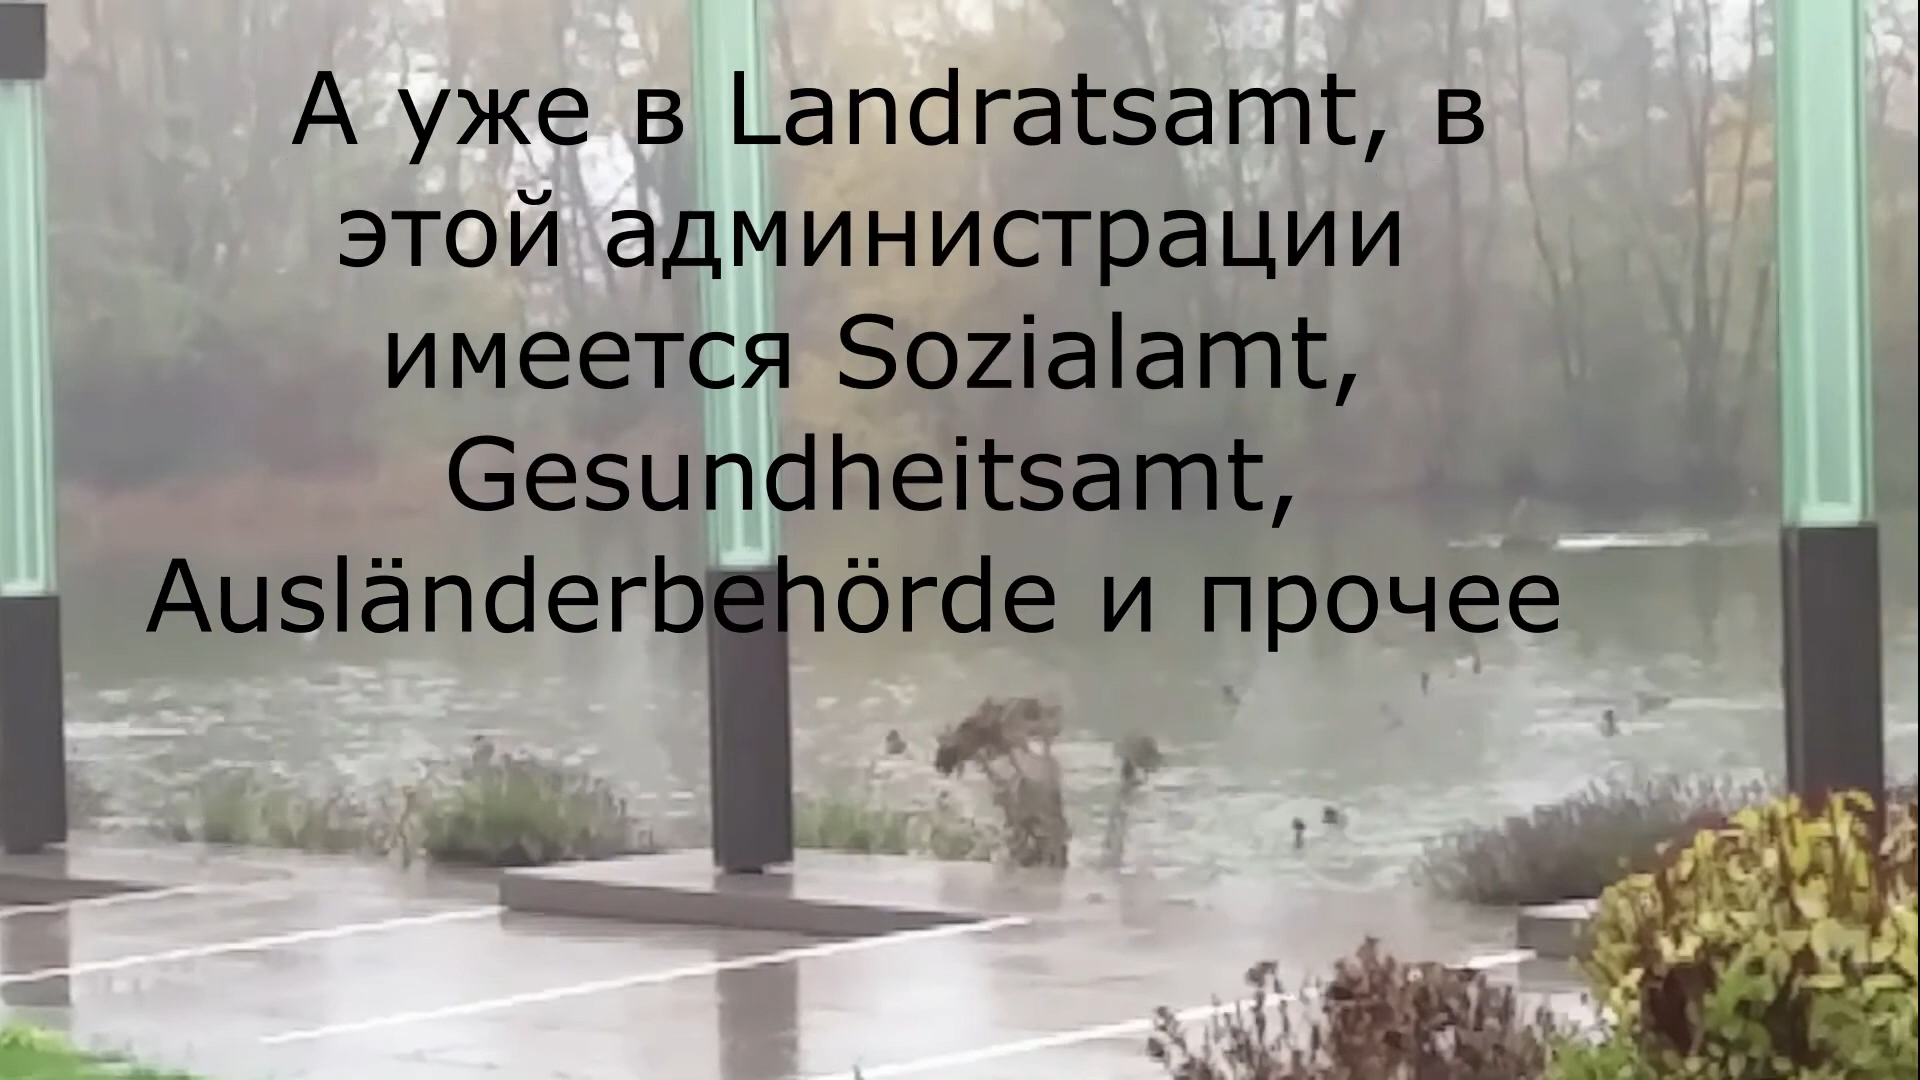 А уже в Landratsamt, в
этой администрации
имеется Sozialamt,
Gesundheitsamt,
Ausländerbehörde и прочее